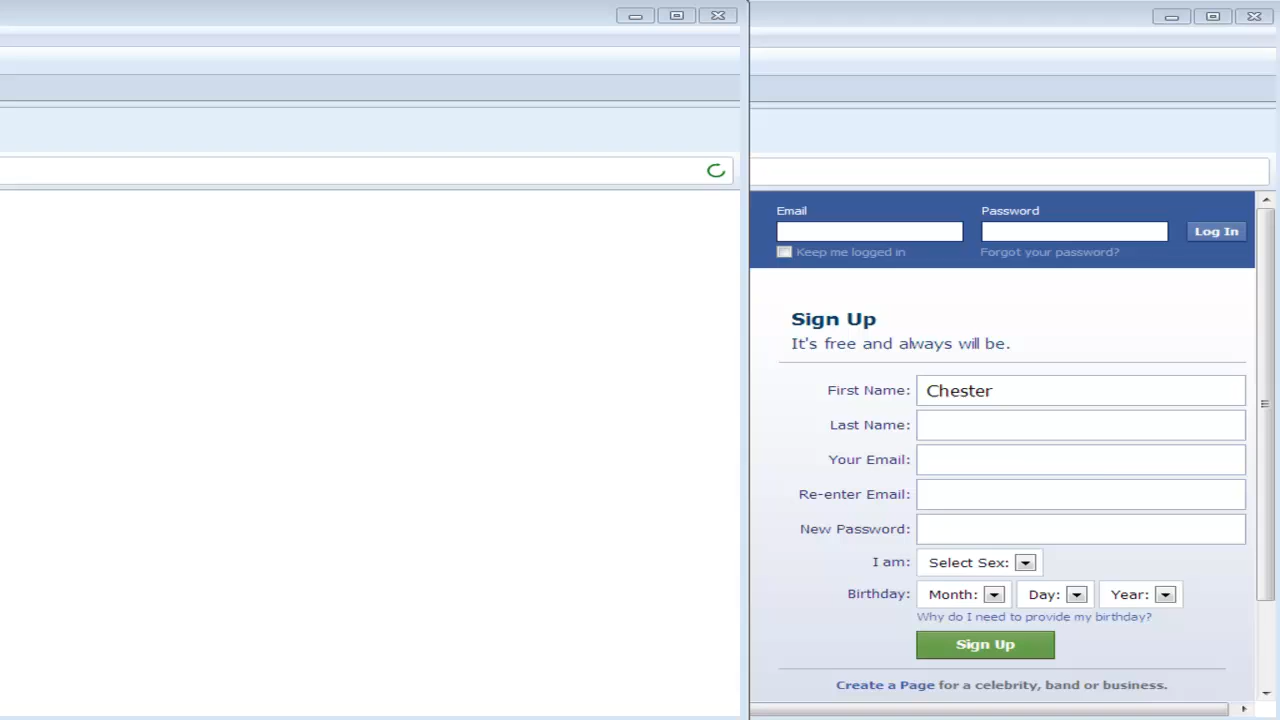 Email Password
Log In
Keep me logged in Forgot your password?
Sign Up
It's free and always will be.
First Name: Chester
Last Name:
Your Email:
Re-enter Email:
New Password:
I am: Select Sex:
Birthday: Month: Day: Year:
Why do I need to provide my birthday?
Sign Up
Create a Page for a celebrity, band or business.